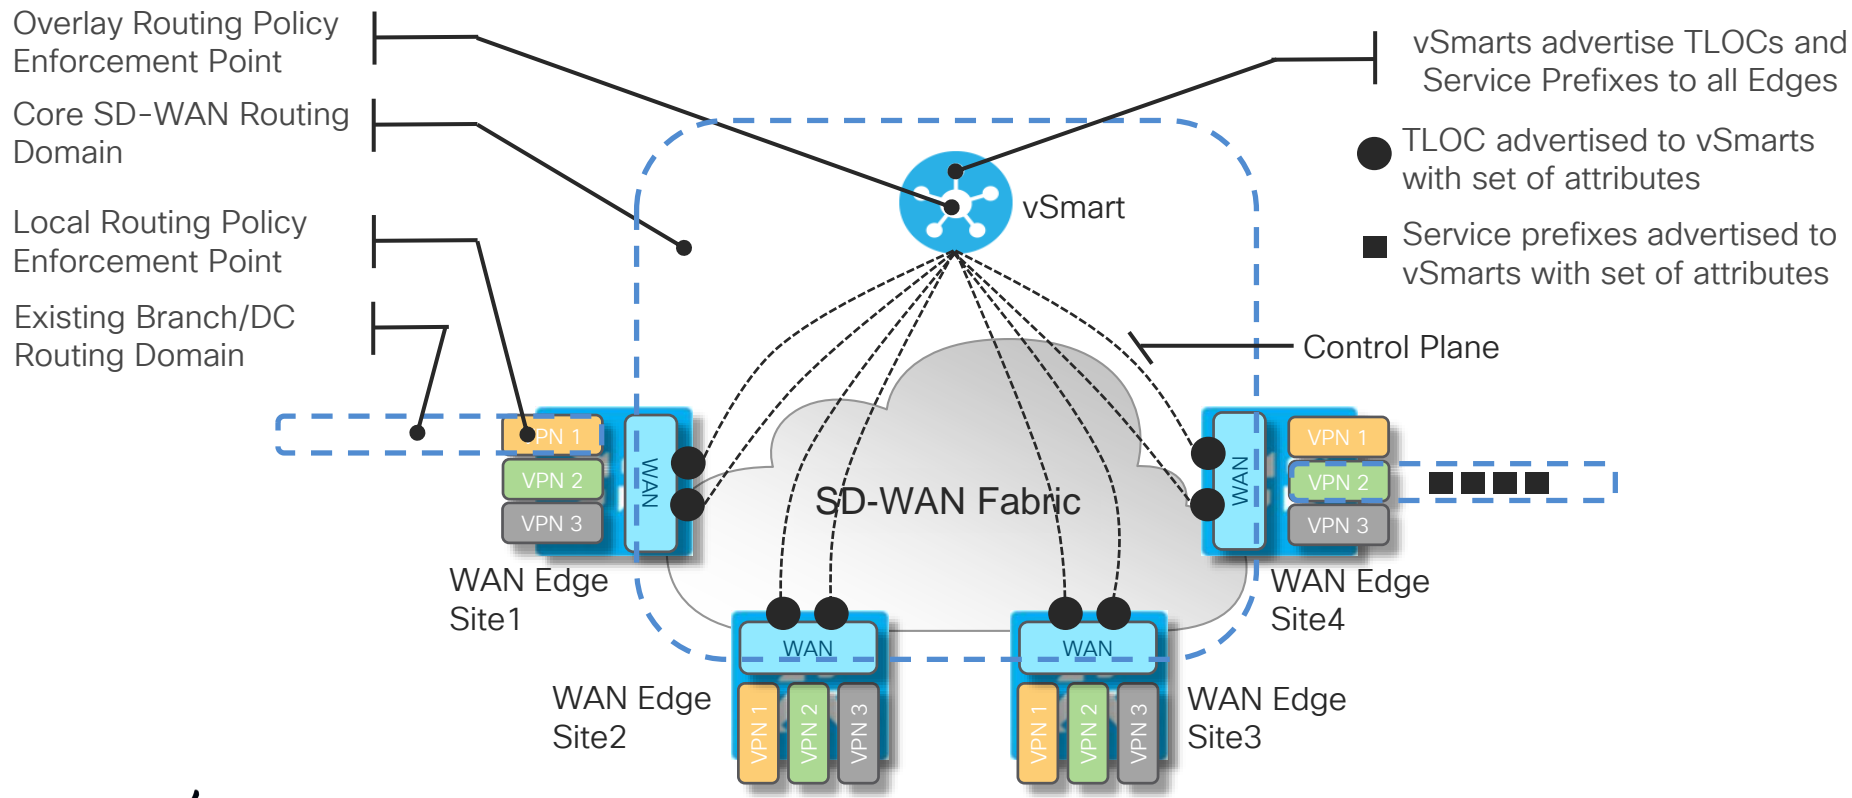 Overlay Routing Policy
Enforcement Point
Core SD-WAN Routing
Domain
Local Routing Policy
Enforcement Point
Existing Branch/DC
Routing Domain
vSmarts advertise TLOCs and
Service Prefixes to all Edges
TLOC advertised to vSmarts
with set of attributes
Service prefixes advertised to
vSmarts with set of attributes
vSmart
Control Plane
SD-WAN Fabric
VPN 1
VPN 2
VPN 3
WAN
WAN Edge
Site1
WAN
VPN 1
VPN 2
VPN 3
WAN Edge
Site2
WAN
VPN 1
VPN 2
VPN 3
WAN Edge
Site3
WAN
VPN 1
VPN 2
VPN 3
WAN Edge
Site4